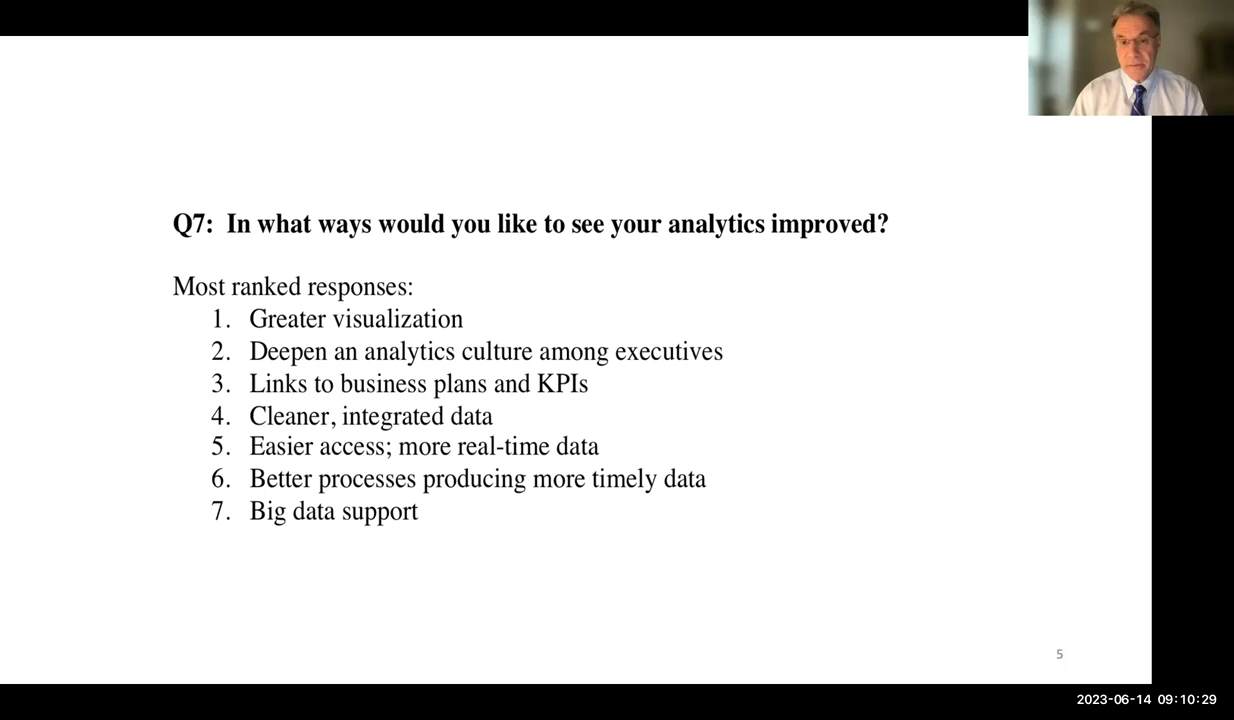 Q7: In what ways would you like to see your analytics improved?
Most ranked responses:
1. Greater visualization
2. Deepen an analytics culture among executives
3. Links to business plans and KPIs
4. Cleaner, integrated data
5. Easier access; more real-time data
6. Better processes producing more timely data
7. Big data support
5
2023-06-14 09:10:29